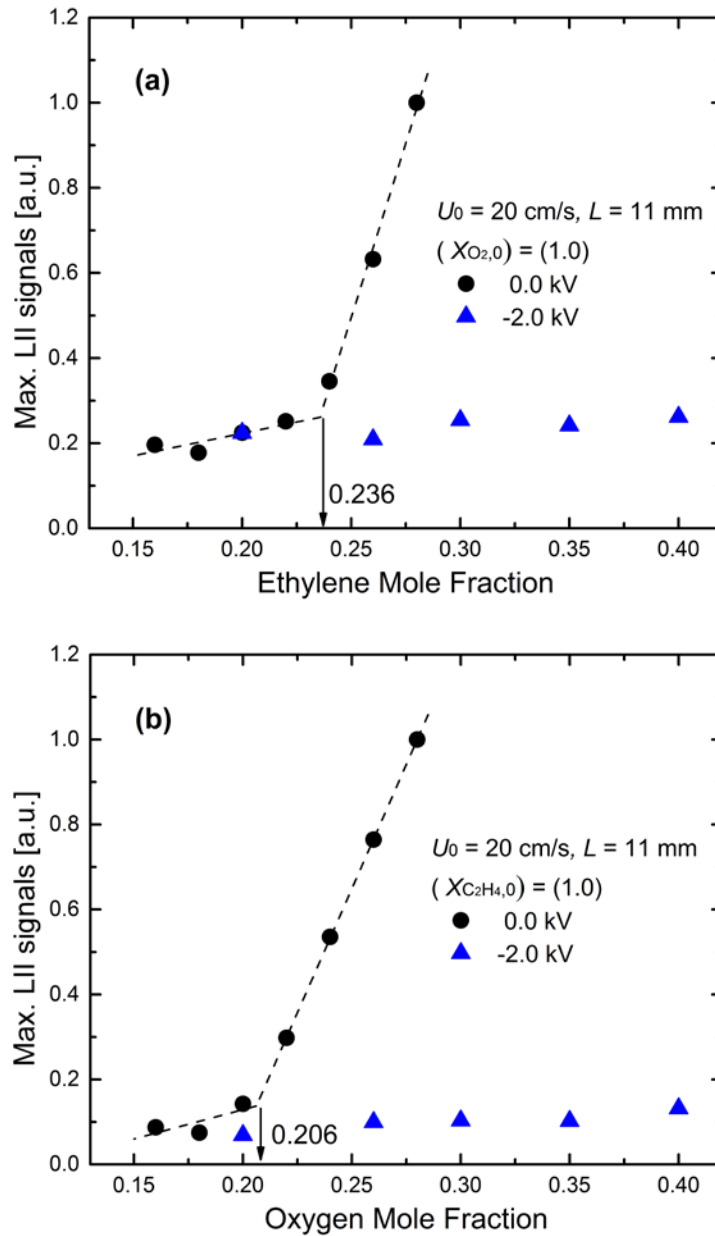 1.2
(a)
1.0
0.8
U0 = 20 cm/s, L = 11 mm
( XO2,0) = (1.0)
0.6
0.0 kV
-2.0 kV
0.4
0.2
0.236
0.0
0.15 0.20 0.25 0.30 0.35 0.40
Max. LII signals [a.u.]
Ethylene Mole Fraction
1.2
(b)
1.0
0.8
U0 = 20 cm/s, L = 11 mm
( XC2H4,0) = (1.0)
0.6
0.0 kV
-2.0 kV
0.4
0.2
0.206
0.0
0.15 0.20 0.25 0.30 0.35 0.40
Max. LII signals [a.u.]
Oxygen Mole Fraction